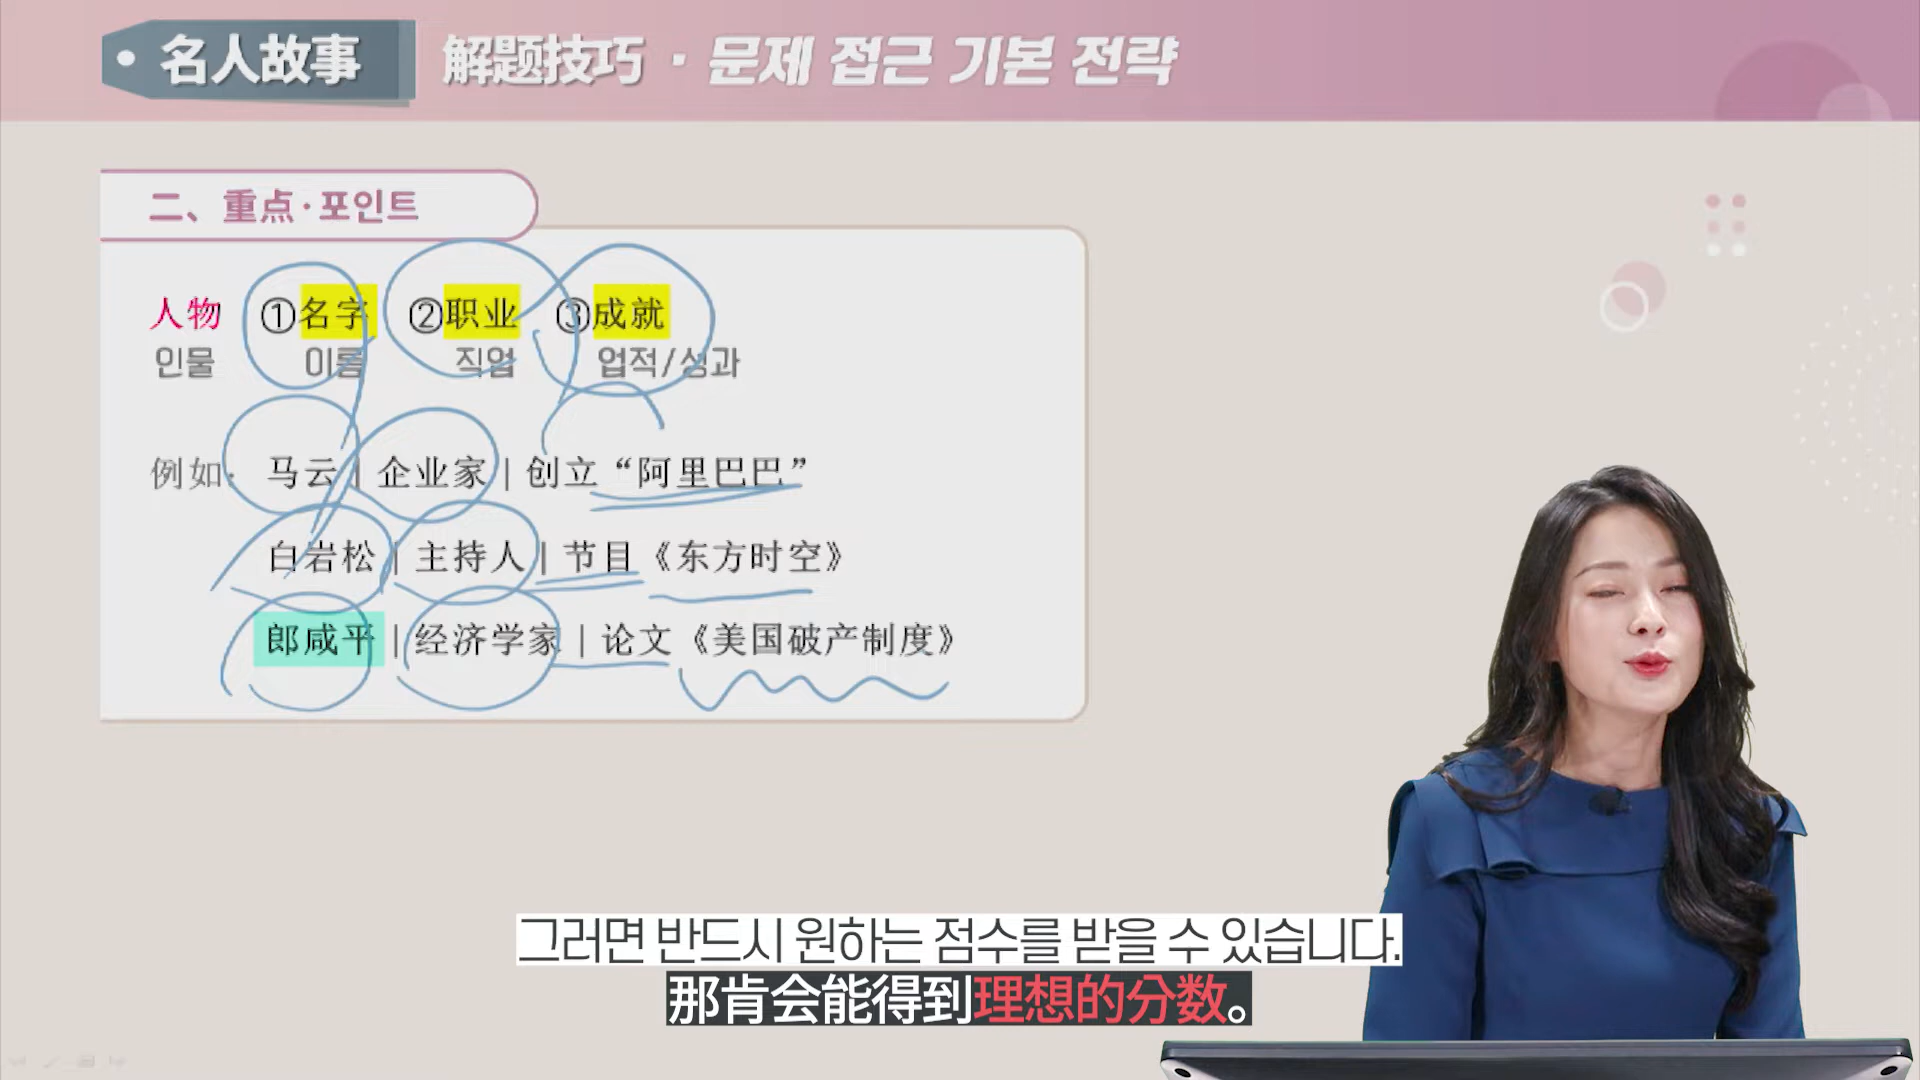 名人故事 解题技巧 · 문제 접근 기본 전략
二、重点·포인트
人物 ①名字 ②职业 ③成就
인물 이름 직업 업적/성과
例如: 马云 | 企业家 | 创立“阿里巴巴”
白岩松 | 主持人 | 节目《东方时空》
郎咸平 | 经济学家 | 论文《美国破产制度》
그러면 반드시 원하는 점수를 받을 수 있습니다.
那肯会能得到理想的分数。